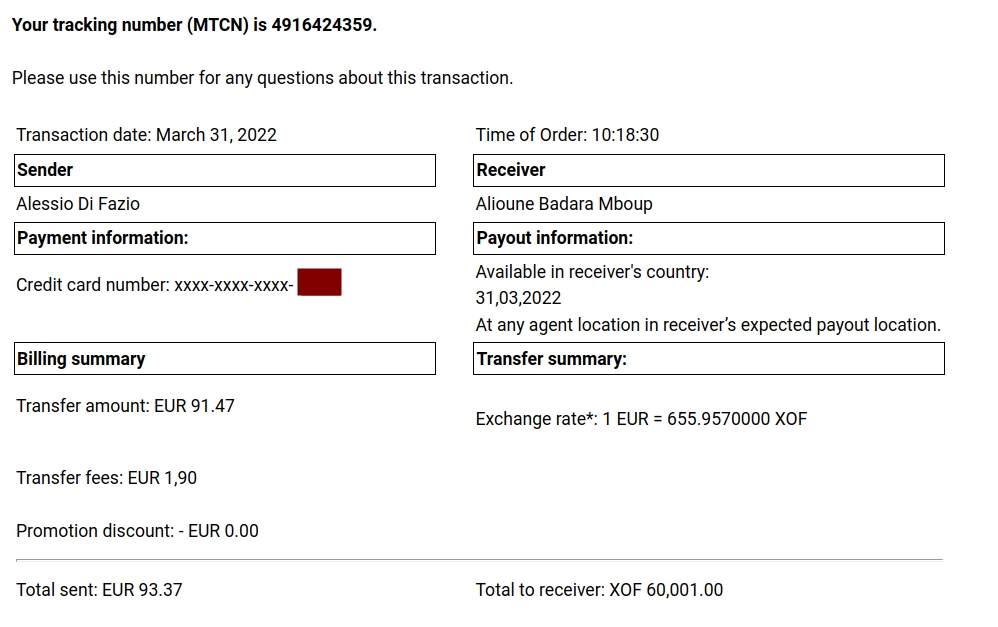 Your tracking number (MTCN) is 4916424359.
Please use this number for any questions about this transaction.
Transaction date: March 31, 2022
Time of Order: 10:18:30
Sender
Receiver
Alessio Di Fazio
Alioune Badara Mboup
Payment information:
Payout information:
Credit card number: xxxx-xxxx-xxxx-
Available in receiver's country:
31,03,2022
At any agent location in receiver’s expected payout location.
Billing summary
Transfer summary:
Transfer amount: EUR 91.47
Exchange rate*: 1 EUR = 655.9570000 XOF
Transfer fees: EUR 1,90
Promotion discount: - EUR 0.00
Total sent: EUR 93.37
Total to receiver: XOF 60,001.00